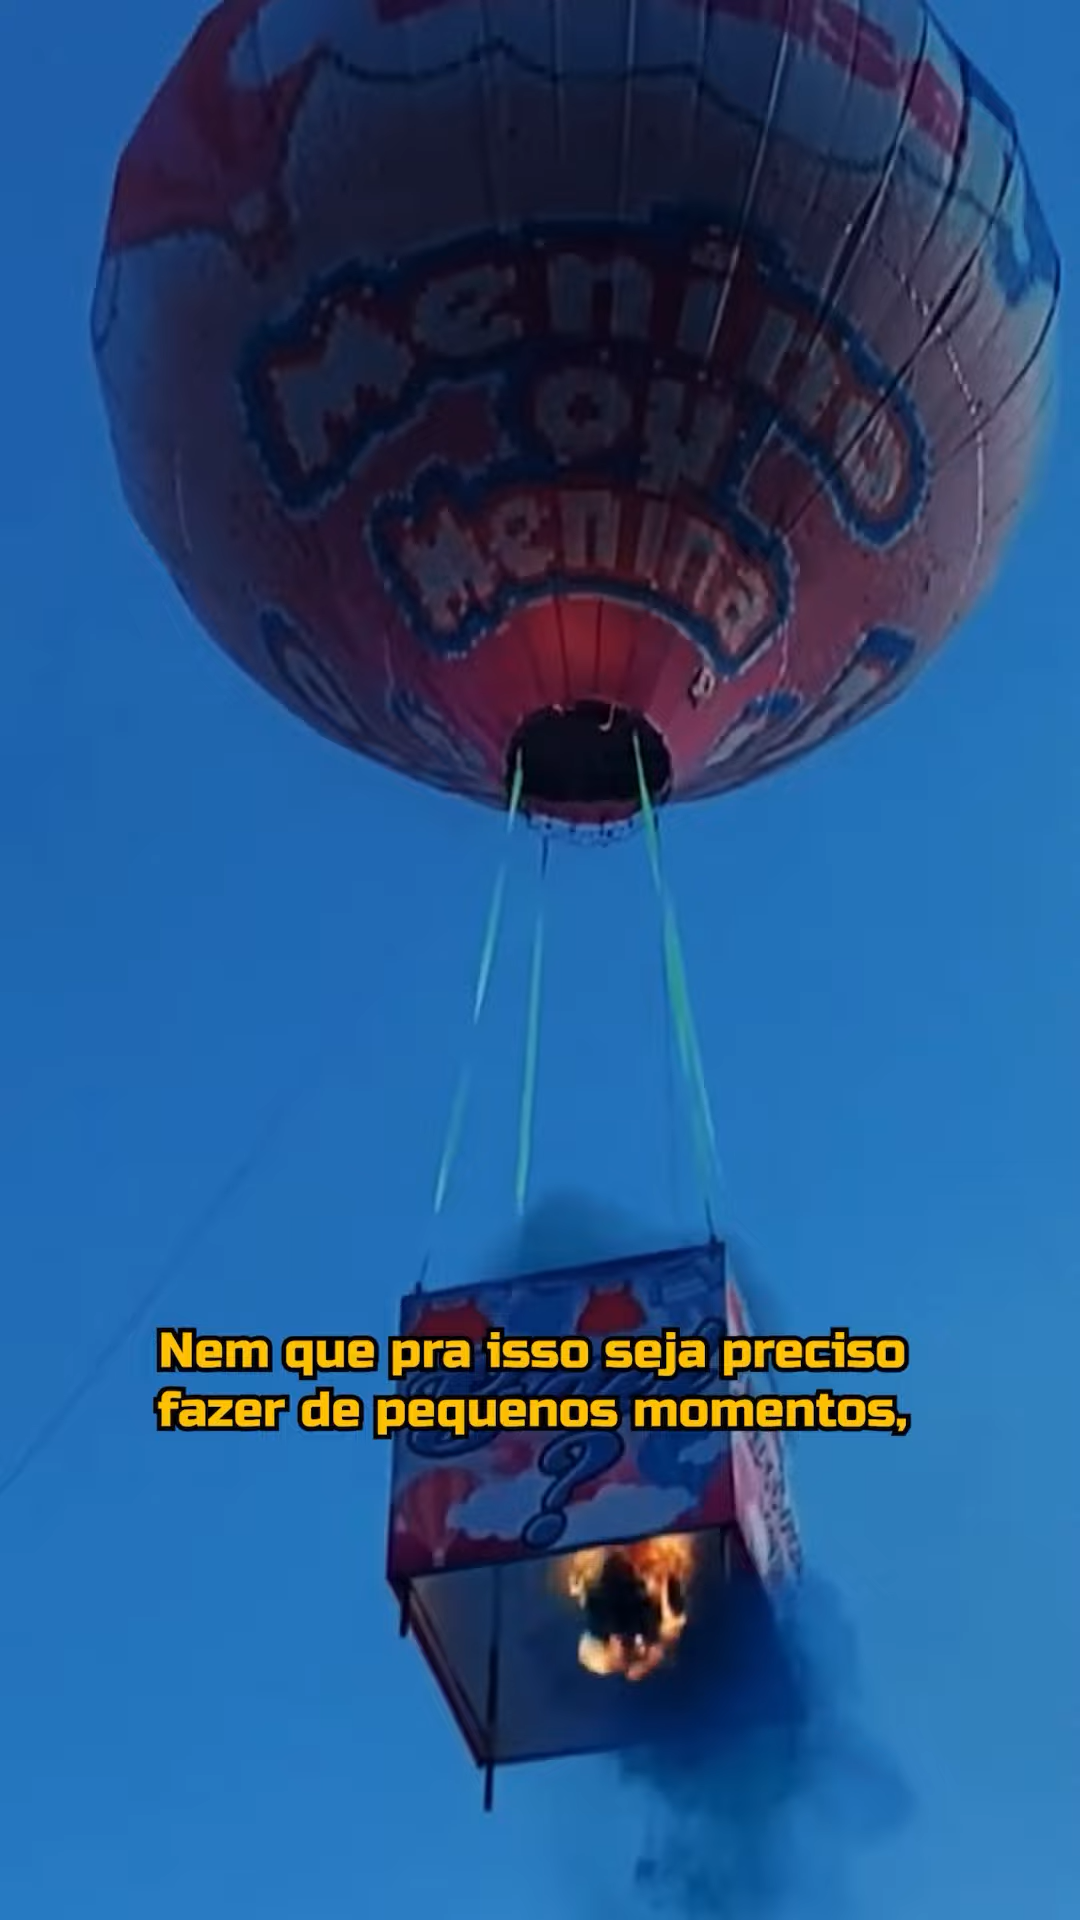 Menino
ou
Menina
Nem que pra isso seja preciso
fazer de pequenos momentos,
?